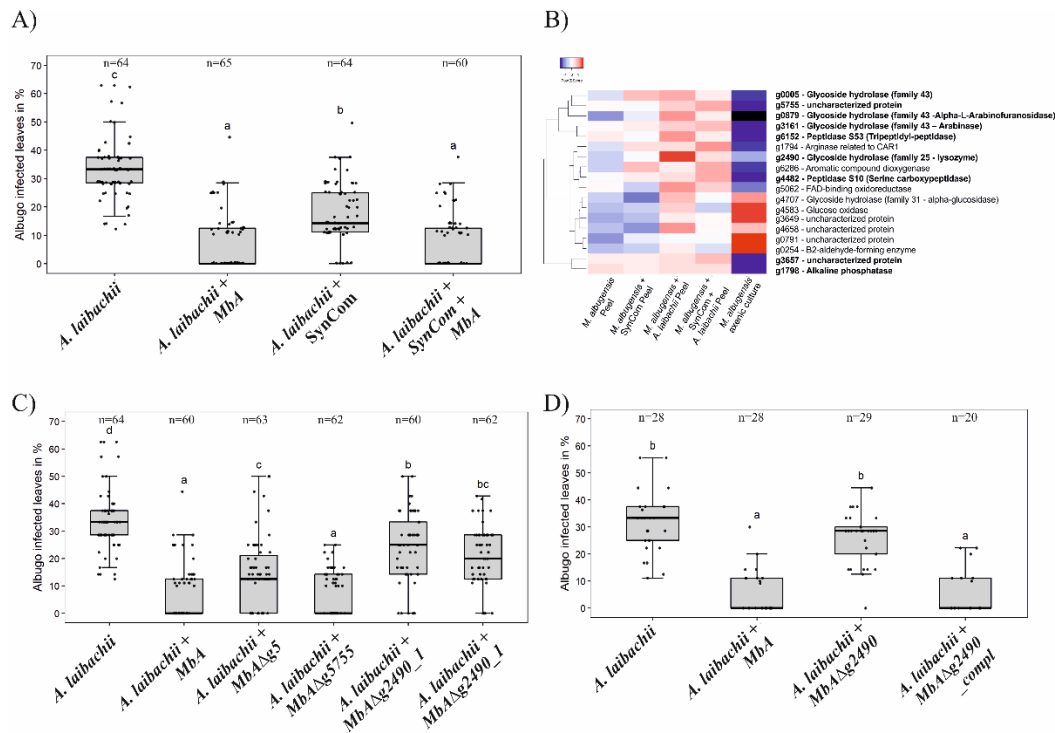 A)
n=64 n=65 n=64 n=60
c a b a
Albugo infected leaves in %
70
60
50
40
30
20
10
0
A. laibachii
A. laibachii +
MbA
A. laibachii +
SynCom
A. laibachii +
SynCom +
MbA
B)
g0005 - Glycoside hydrolase (family 43)
g5755 - uncharacterized protein
g0879 - Glycoside hydrolase (family 43 -Alpha-L-Arabinofuranosidase)
g3161 - Glycoside hydrolase (family 43 – Arabinase)
g6152 - Peptidase S53 (Tripeptidyl-peptidase)
g1794 - Arginase related to CAR1
g2490 - Glycoside hydrolase (family 25 - lysozyme)
g6286 - Aromatic compound dioxygenase
g4482 - Peptidase S10 (Serine carboxypeptidase)
g5062 - FAD-binding oxidoreductase
g4707 - Glycoside hydrolase (family 31 - alpha-glucosidase)
g4583 - Glucose oxidase
g3649 - uncharacterized protein
g4658 - uncharacterized protein
g0791 - uncharacterized protein
g0254 - B2-aldehyde-forming enzyme
g3657 - uncharacterized protein
g1798 - Alkaline phosphatase
M. albugensis
Peel
M. albugensis +
SynCom Peel
M. albugensis +
A. laibachii Peel
M. albugensis +
SynCom +
A. laibachii Peel
M. albugensis
axenic culture
C)
n=64 n=60 n=63 n=62 n=60 n=62
d a c a b bc
Albugo infected leaves in %
70
60
50
40
30
20
10
0
A. laibachii
A. laibachii +
MbA
A. laibachii +
MbAΔg5
A. laibachii +
MbAΔg5755
A. laibachii +
MbAΔg2490_1
A. laibachii +
MbAΔg2490_1
D)
n=28 n=28 n=29 n=20
b a b a
Albugo infected leaves in %
70
60
50
40
30
20
10
0
A. laibachii
A. laibachii +
MbA
A. laibachii +
MbAΔg2490
A. laibachii +
MbAΔg2490
_compl